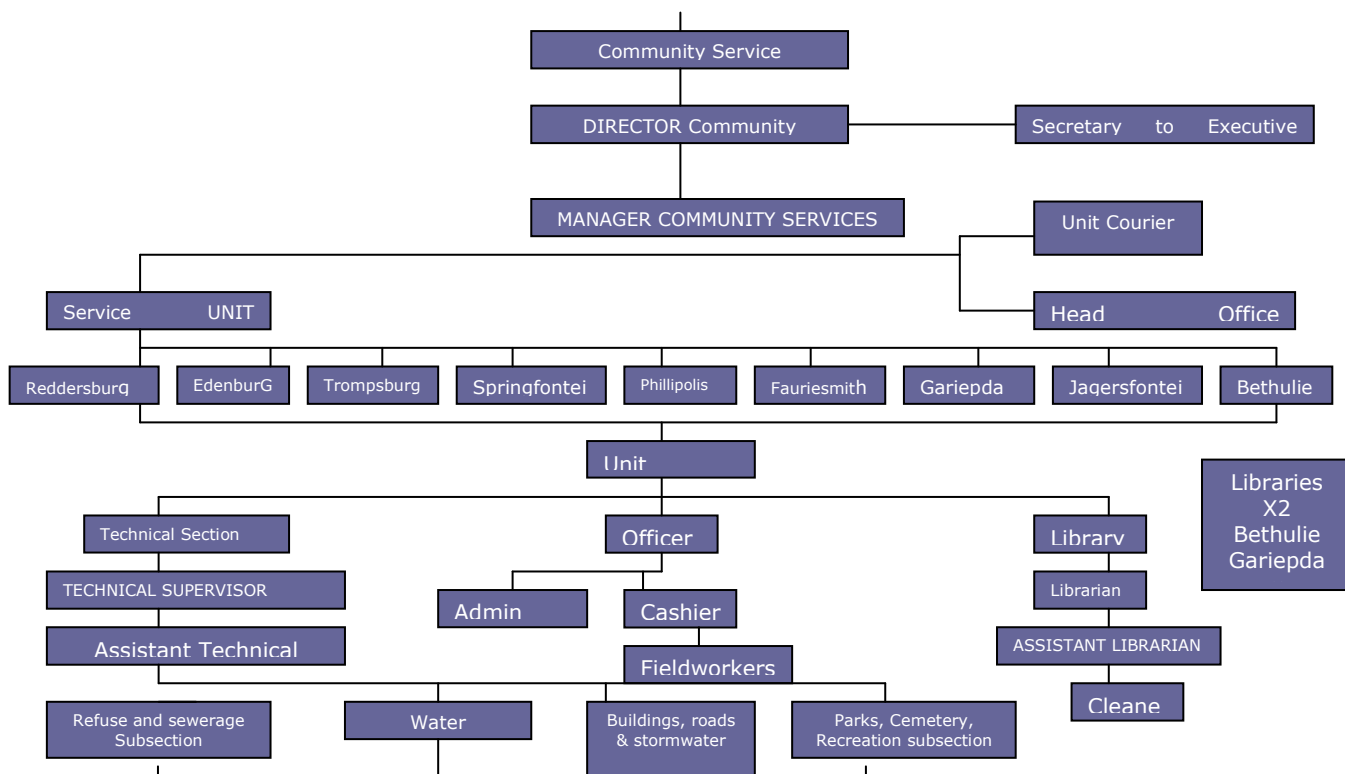 Community Service
DIRECTOR Community
Secretary to Executive
MANAGER COMMUNITY SERVICES
Unit Courier
Service UNIT
Head Office
Reddersburg
EdenburG
Trompsburg
Springfontei
Phillipolis
Fauriesmith
Gariepda
Jagersfontei
Bethulie
Unit
Libraries
X2
Bethulie
Gariepda
Technical Section
Officer
Library
TECHNICAL SUPERVISOR
Admin
Cashier
Librarian
Assistant Technical
Fieldworkers
ASSISTANT LIBRARIAN
Cleane
Refuse and sewerage
Subsection
Water
Buildings, roads
& stormwater
Parks, Cemetery,
Recreation subsection